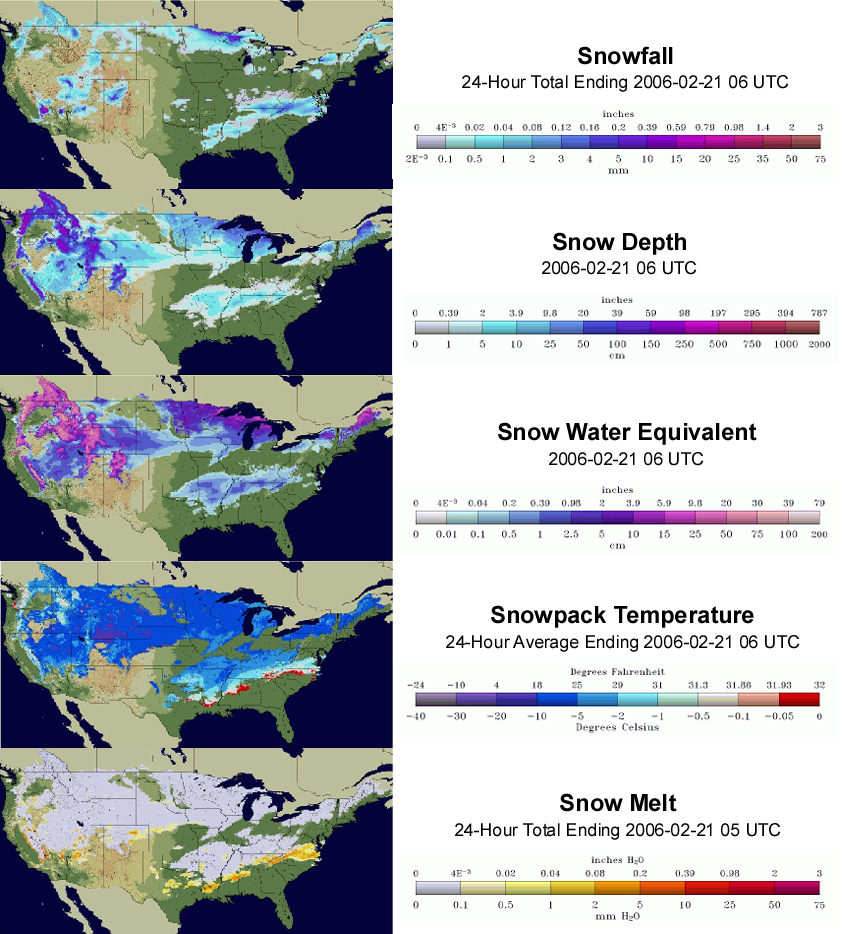 Snowfall
24-Hour Total Ending 2006-02-21 06 UTC
inches
0 4E⁻³ 0.02 0.04 0.08 0.12 0.16 0.2 0.39 0.59 0.79 0.98 1.4 2 3
2E⁻³ 0.1 0.5 1 2 3 4 5 10 15 20 25 35 50 75
mm
Snow Depth
2006-02-21 06 UTC
inches
0 0.39 2 3.9 9.8 20 39 59 98 197 295 394 787
0 1 5 10 25 50 100 150 250 500 750 1000 2000
cm
Snow Water Equivalent
2006-02-21 06 UTC
inches
0 4E⁻³ 0.04 0.2 0.39 0.98 2 3.9 5.9 9.8 20 30 39 79
0 0.01 0.1 0.5 1 2.5 5 10 15 25 50 75 100 200
cm
Snowpack Temperature
24-Hour Average Ending 2006-02-21 06 UTC
Degrees Fahrenheit
−24 −10 4 18 25 29 31 31.3 31.86 31.93 32
−40 −30 −20 −10 −5 −2 −1 −0.5 −0.1 −0.05 0
Degrees Celsius
Snow Melt
24-Hour Total Ending 2006-02-21 05 UTC
inches H₂O
0 4E⁻³ 0.02 0.04 0.08 0.2 0.39 0.98 2 3
0 0.1 0.5 1 2 5 10 25 50 75
mm H₂O